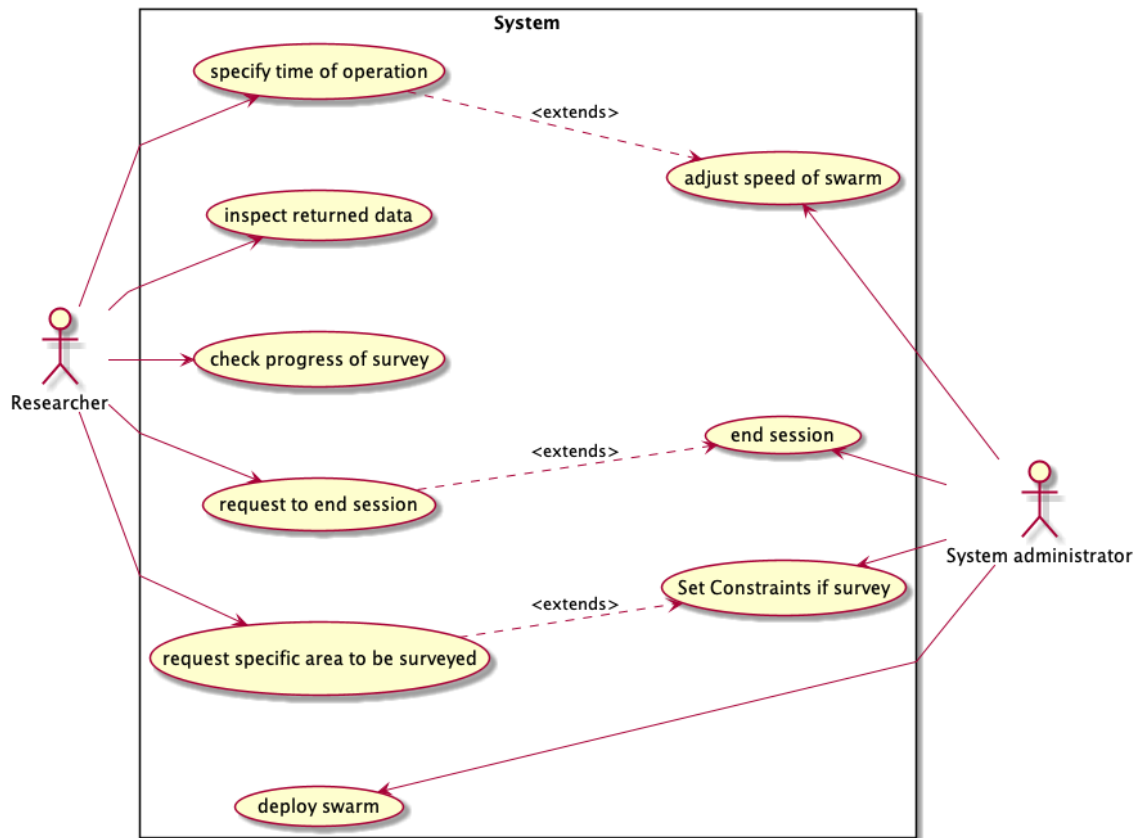 System
specify time of operation
<extends>
adjust speed of swarm
inspect returned data
check progress of survey
Researcher
end session
<extends>
request to end session
System administrator
Set Constraints if survey
<extends>
request specific area to be surveyed
deploy swarm